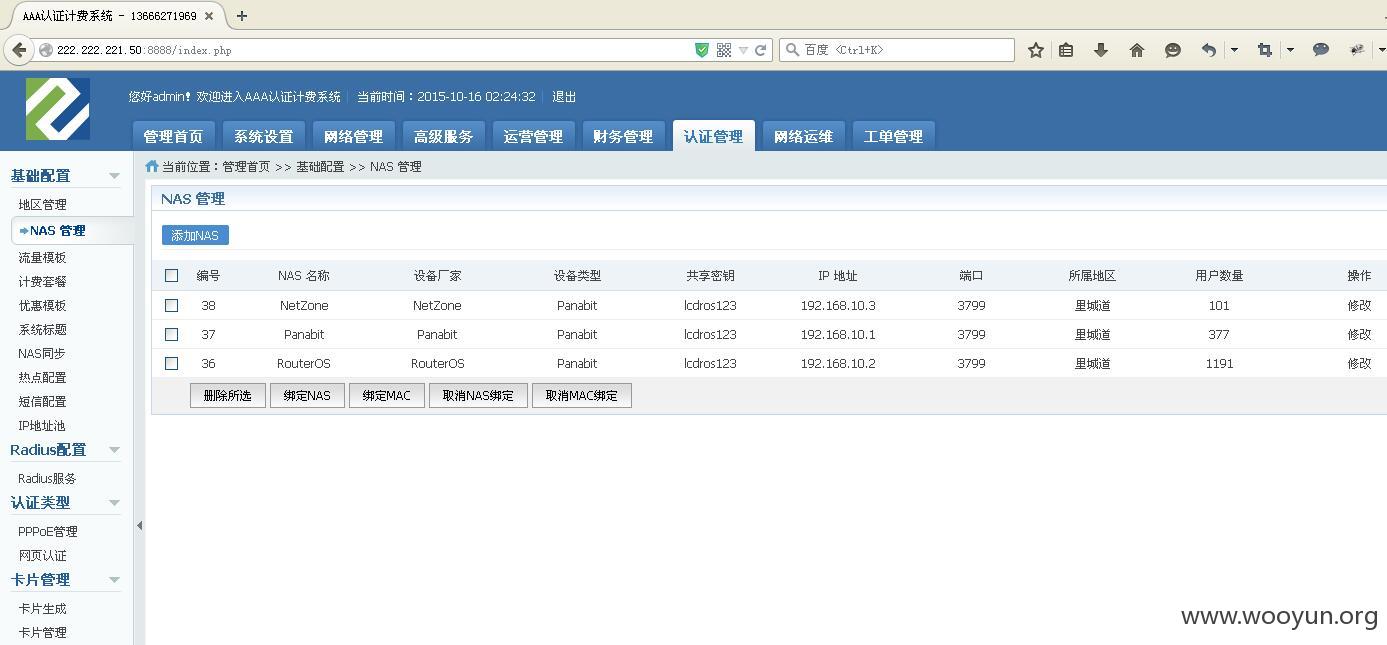 AAA认证计费系统 - 13666271969
222.222.221.50:8888/index.php
百度 <Ctrl+K>
您好admin! 欢迎进入AAA认证计费系统 当前时间：2015-10-16 02:24:32 退出
管理首页 系统设置 网络管理 高级服务 运营管理 财务管理 认证管理 网络运维 工单管理
当前位置：管理首页 >> 基础配置 >> NAS 管理
基础配置
地区管理
NAS 管理
流量模板
计费套餐
优惠模板
系统标题
NAS同步
热点配置
短信配置
IP地址池
Radius配置
Radius服务
认证类型
PPPoE管理
网页认证
卡片管理
卡片生成
卡片管理
NAS 管理
添加NAS
编号 NAS 名称 设备厂家 设备类型 共享密钥 IP 地址 端口 所属地区 用户数量 操作
38 NetZone NetZone Panabit lcdros123 192.168.10.3 3799 里城道 101 修改
37 Panabit Panabit Panabit lcdros123 192.168.10.1 3799 里城道 377 修改
36 RouterOS RouterOS Panabit lcdros123 192.168.10.2 3799 里城道 1191 修改
删除所选 绑定NAS 绑定MAC 取消NAS绑定 取消MAC绑定
www.wooyun.org